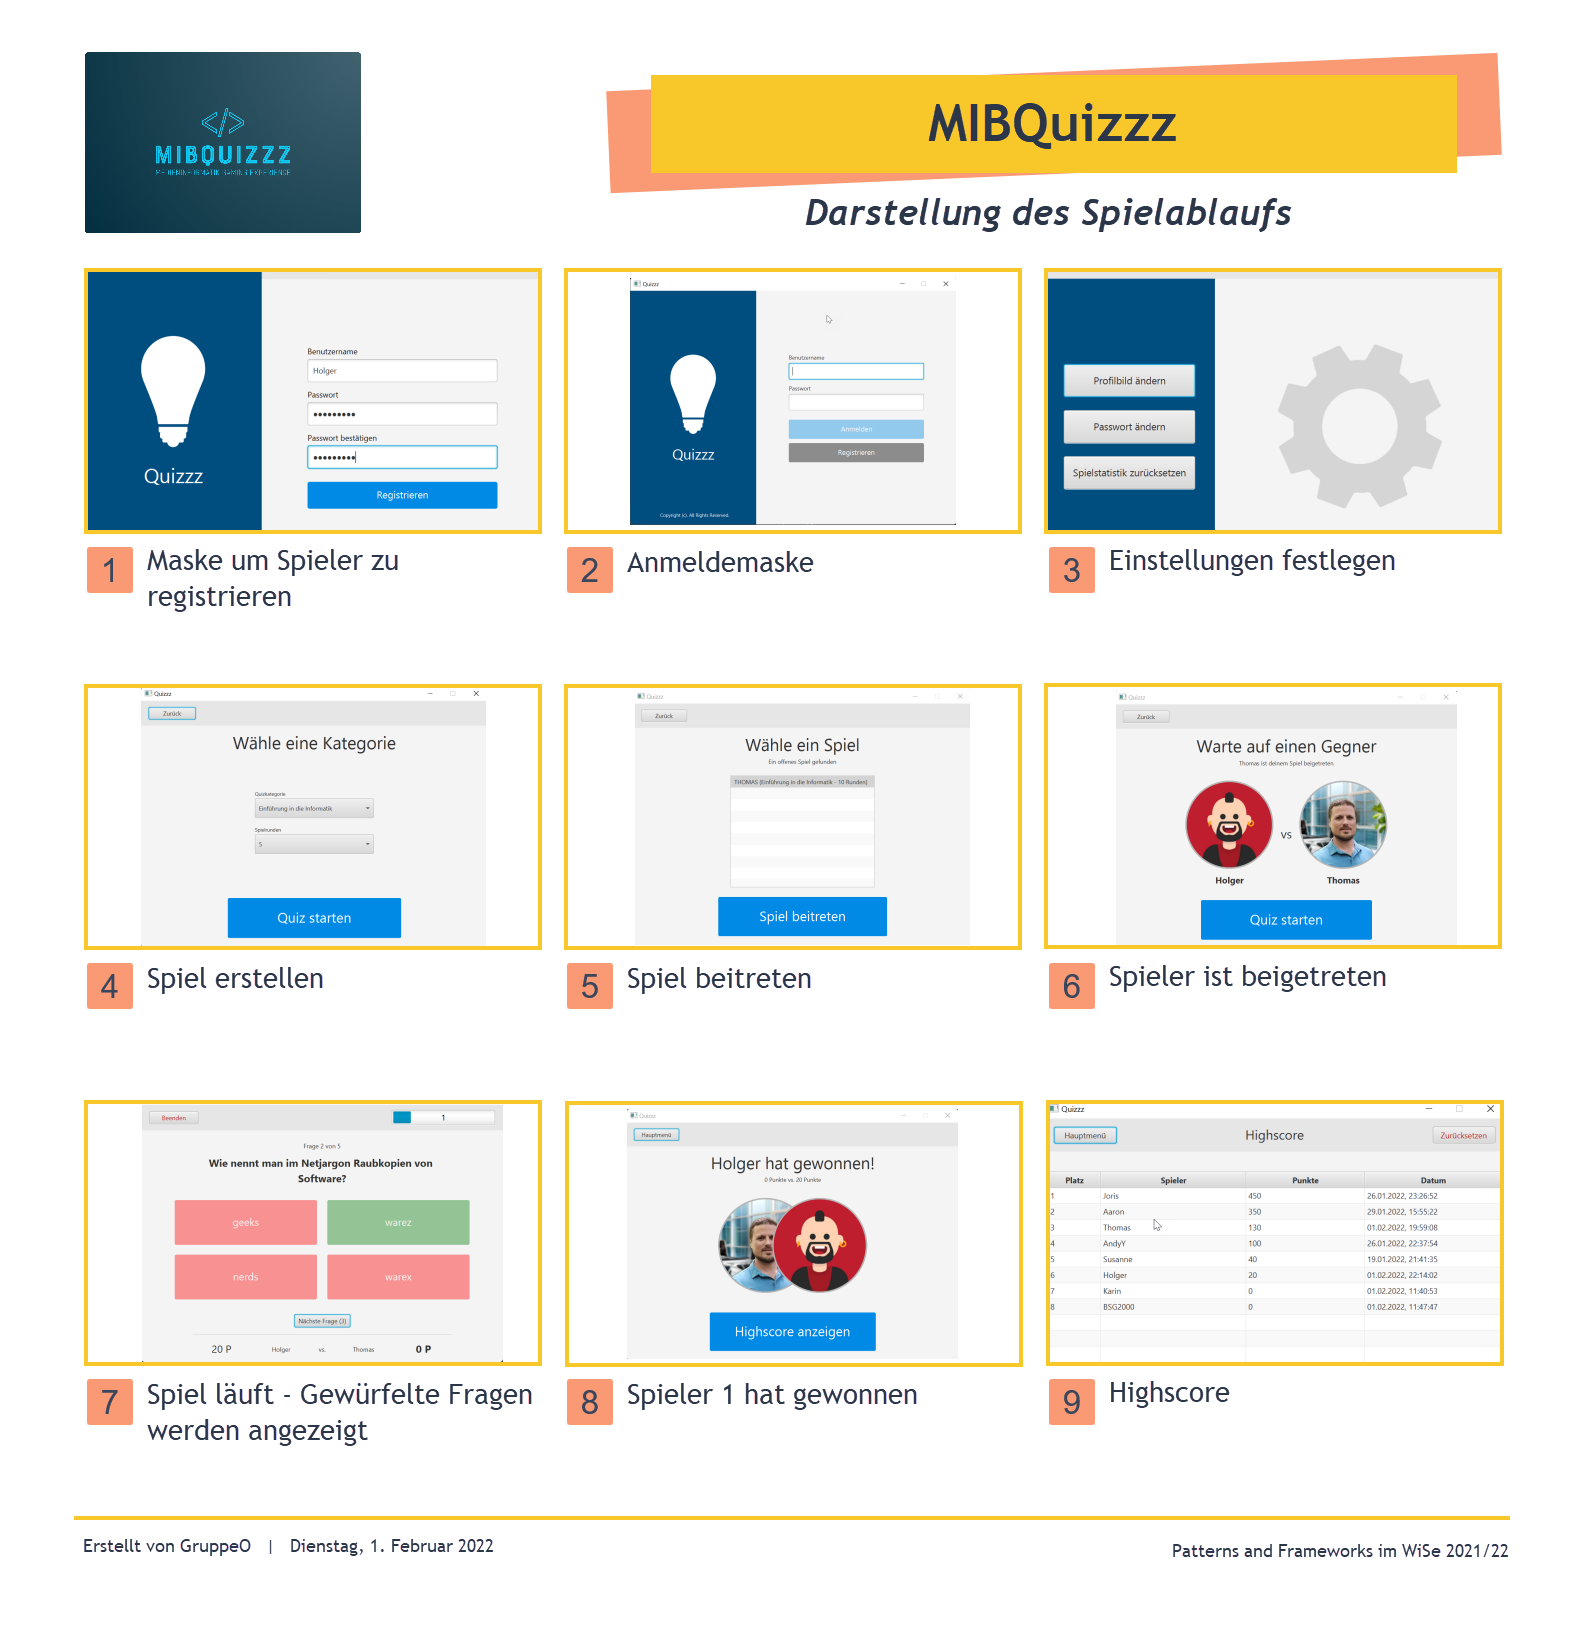 MIBQUIZZZ
MEDIENINFORMATIK GAMING EXPERIENCE
MIBQuizzz
Darstellung des Spielablaufs
Benutzername
Holger
Passwort
•••••••••
Passwort bestätigen
•••••••••
Registrieren
Quizzz
1 Maske um Spieler zu
registrieren
Quizzz
Benutzername
Passwort
Anmelden
Registrieren
Quizzz
Copyright (c). All Rights Reserved.
2 Anmeldemaske
Profilbild ändern
Passwort ändern
Spielstatistik zurücksetzen
3 Einstellungen festlegen
Quizzz
Zurück
Wähle eine Kategorie
Quizkategorie
Einführung in die Informatik
Spielrunden
5
Quiz starten
4 Spiel erstellen
Quizzz
Zurück
Wähle ein Spiel
Ein offenes Spiel gefunden
THOMAS (Einführung in die Informatik - 10 Runden)
Spiel beitreten
5 Spiel beitreten
Quizzz
Zurück
Warte auf einen Gegner
Thomas ist deinem Spiel beigetreten
VS
Holger Thomas
Quiz starten
6 Spieler ist beigetreten
Beenden 1
Frage 2 von 5
Wie nennt man im Netjargon Raubkopien von
Software?
geeks warez
nerds warex
Nächste Frage (3)
20 P Holger vs. Thomas 0 P
7 Spiel läuft - Gewürfelte Fragen
werden angezeigt
Quizzz
Hauptmenü
Holger hat gewonnen!
0 Punkte vs. 20 Punkte
Highscore anzeigen
8 Spieler 1 hat gewonnen
Quizzz
Hauptmenü Highscore Zurücksetzen
Platz Spieler Punkte Datum
1 Joris 450 26.01.2022, 23:26:52
2 Aaron 350 29.01.2022, 15:55:22
3 Thomas 130 01.02.2022, 19:59:08
4 AndyY 100 26.01.2022, 22:37:54
5 Susanne 40 19.01.2022, 21:41:35
6 Holger 20 01.02.2022, 22:14:02
7 Karin 0 01.02.2022, 11:40:53
8 BSG2000 0 01.02.2022, 11:47:47
9 Highscore
Erstellt von GruppeO | Dienstag, 1. Februar 2022
Patterns and Frameworks im WiSe 2021/22